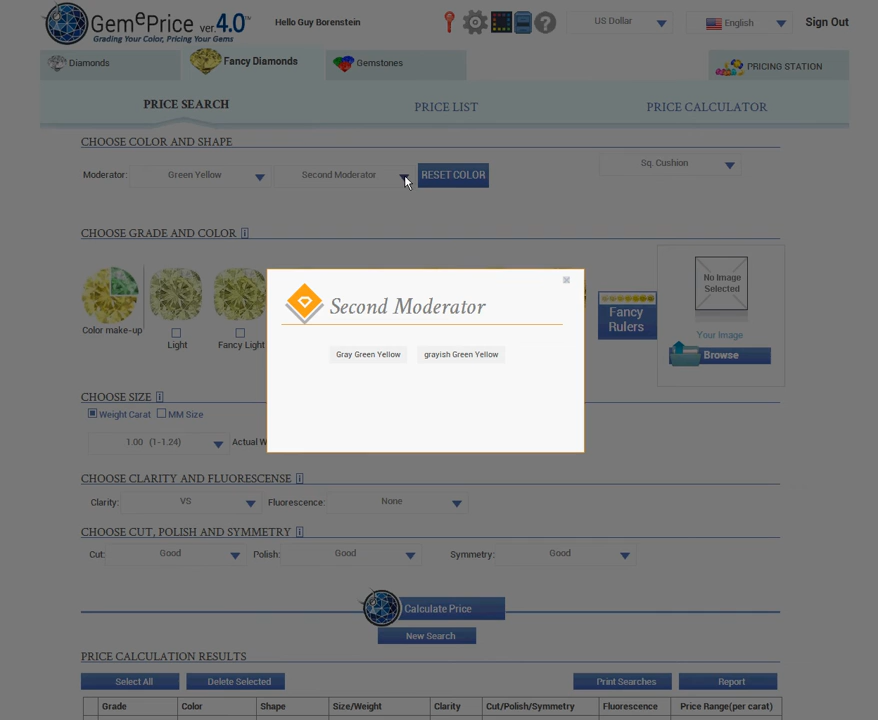 GemePrice ver.4.0™
Grading Your Color, Pricing Your Gems
Hello Guy Borenstein
US Dollar
English
Sign Out
Diamonds
Fancy Diamonds
Gemstones
PRICING STATION
PRICE SEARCH
PRICE LIST
PRICE CALCULATOR
CHOOSE COLOR AND SHAPE
Moderator:
Green Yellow
Second Moderator
RESET COLOR
Sq. Cushion
CHOOSE GRADE AND COLOR
Color make-up
Light
Fancy Light
Fancy Rulers
No Image Selected
Your Image
Browse
Second Moderator
Gray Green Yellow
grayish Green Yellow
CHOOSE SIZE
Weight Carat
MM Size
1.00 (1-1.24)
Actual W
CHOOSE CLARITY AND FLUORESCENSE
Clarity:
VS
Fluorescence:
None
CHOOSE CUT, POLISH AND SYMMETRY
Cut:
Good
Polish:
Good
Symmetry:
Good
Calculate Price
New Search
PRICE CALCULATION RESULTS
Select All
Delete Selected
Print Searches
Report
Grade
Color
Shape
Size/Weight
Clarity
Cut/Polish/Symmetry
Fluorescence
Price Range(per carat)